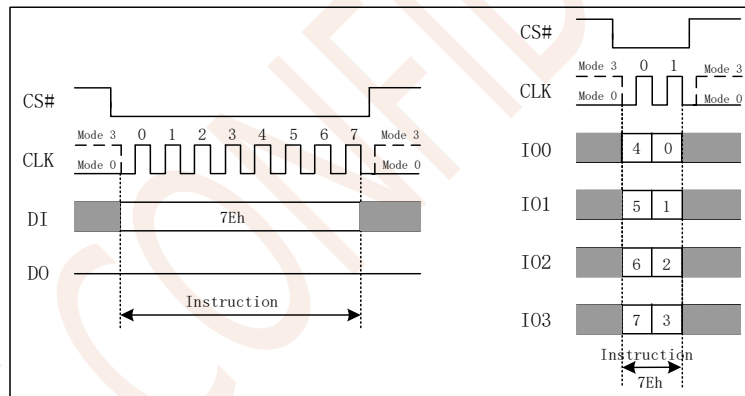 CS#
Mode 3
0 1 2 3 4 5 6 7
Mode 3
CLK
Mode 0
Mode 0
DI
7Eh
DO
Instruction
CS#
Mode 3
0 1
Mode 3
CLK
Mode 0
Mode 0
IO0
4 0
IO1
5 1
IO2
6 2
IO3
7 3
Instruction
7Eh
CONFID